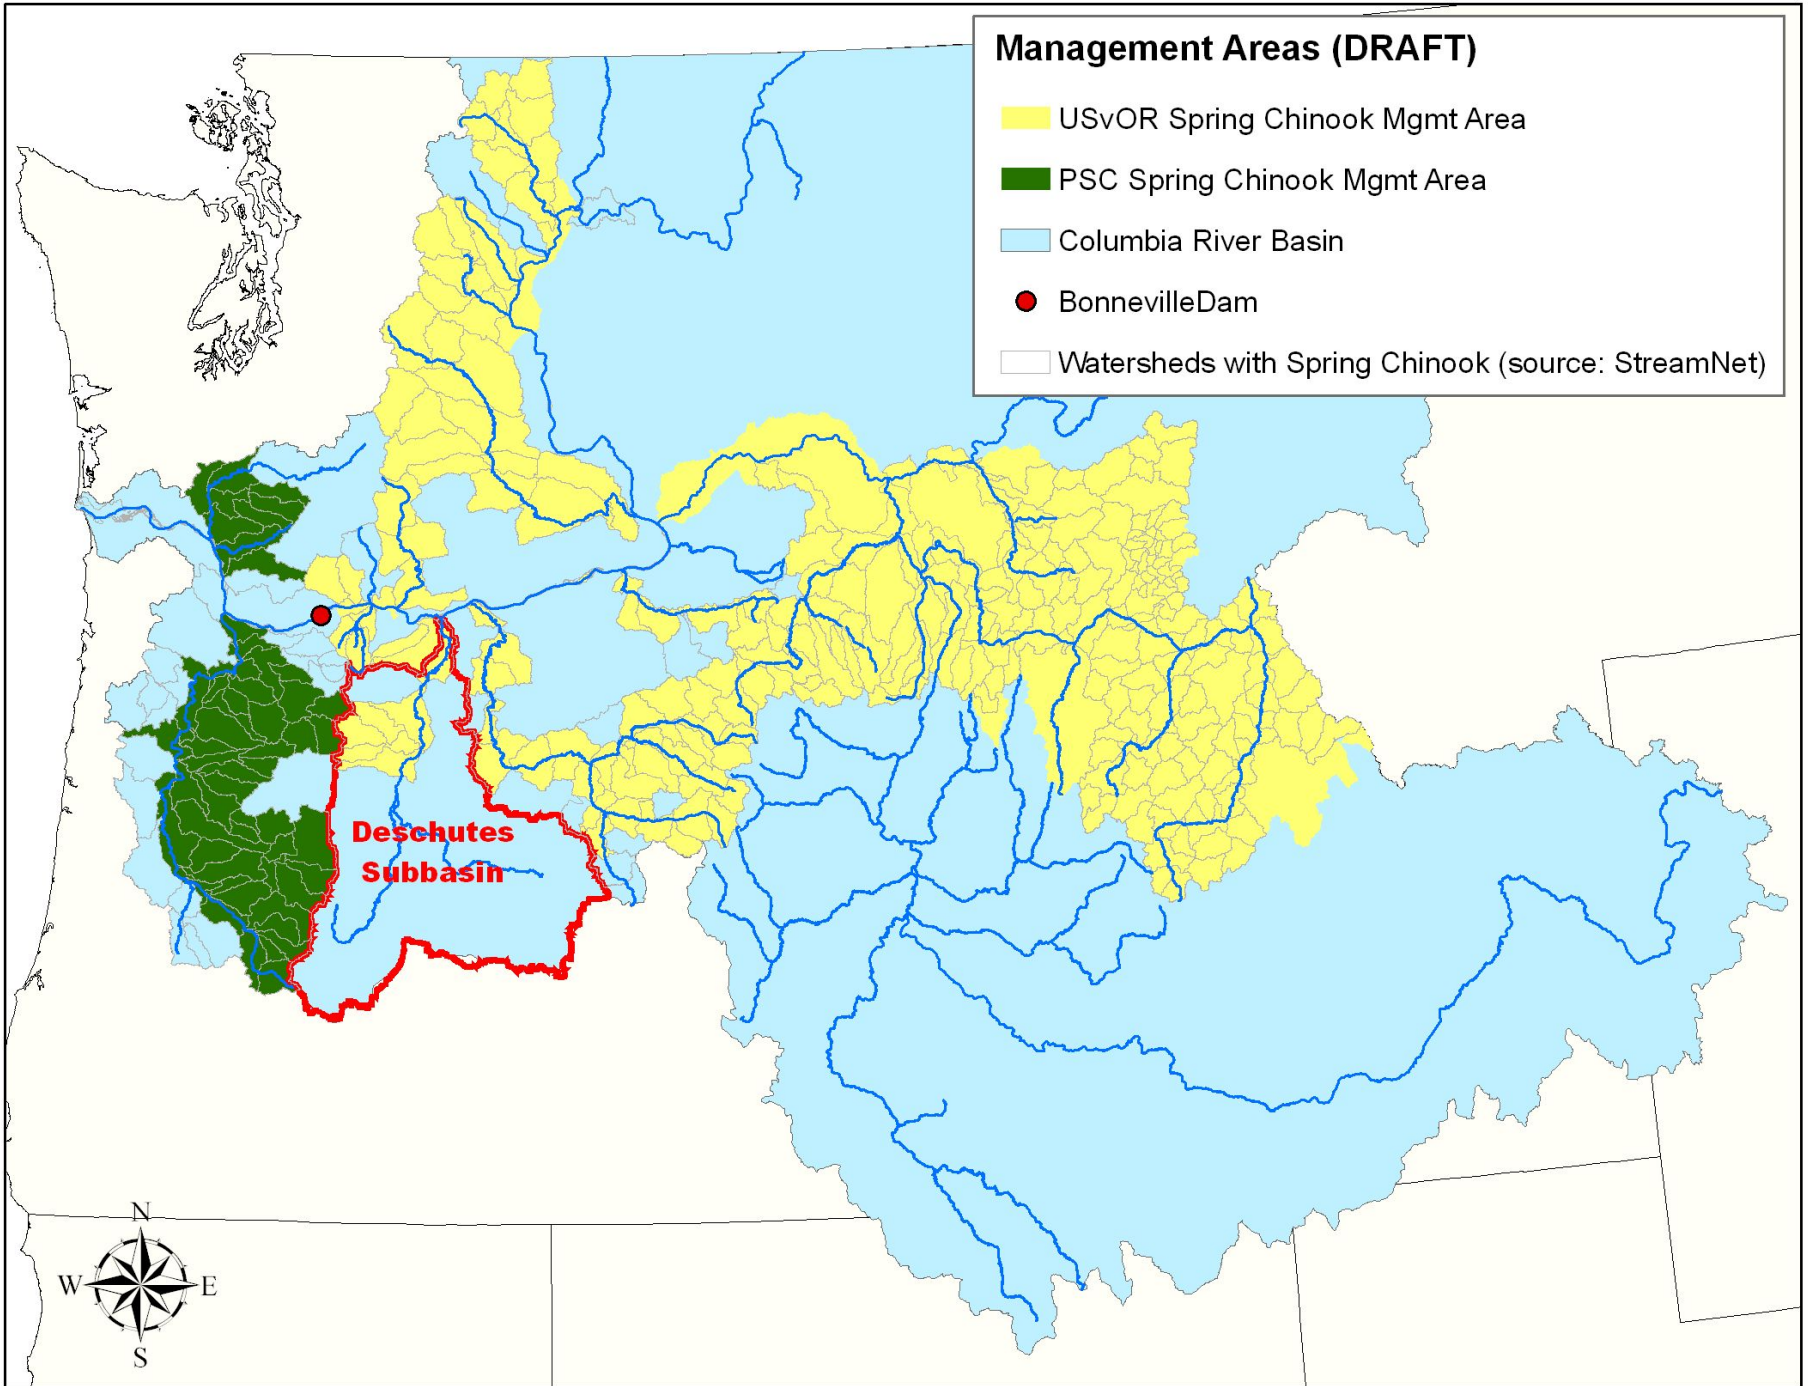 Management Areas (DRAFT)
USvOR Spring Chinook Mgmt Area
PSC Spring Chinook Mgmt Area
Columbia River Basin
BonnevilleDam
Watersheds with Spring Chinook (source: StreamNet)
Deschutes
Subbasin
N
W E
S